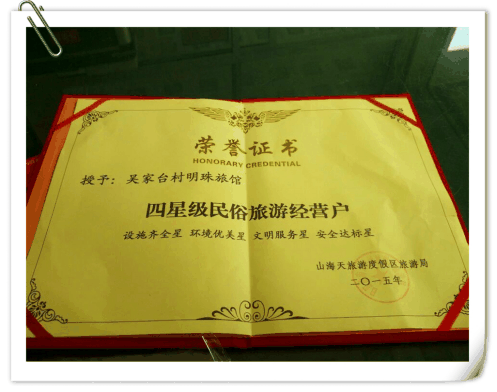 荣誉证书
HONORARY CREDENTIAL
授予：吴家台村明珠旅馆
四星级民俗旅游经营户
设施齐全星 环境优美星 文明服务星 安全达标星
山海天旅游度假区旅游局
二〇一五年